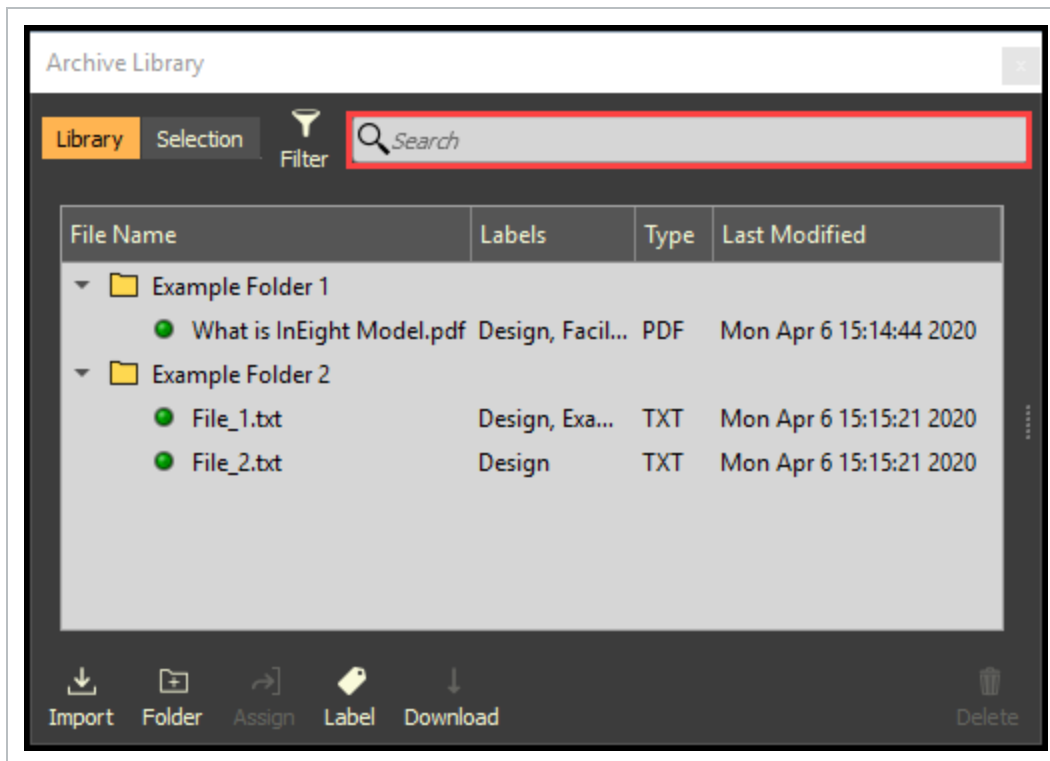 Archive Library
Library Selection Filter Search
File Name Labels Type Last Modified
Example Folder 1
What is InEight Model.pdf Design, Facil... PDF Mon Apr 6 15:14:44 2020
Example Folder 2
File_1.txt Design, Exa... TXT Mon Apr 6 15:15:21 2020
File_2.txt Design TXT Mon Apr 6 15:15:21 2020
Import Folder Assign Label Download Delete